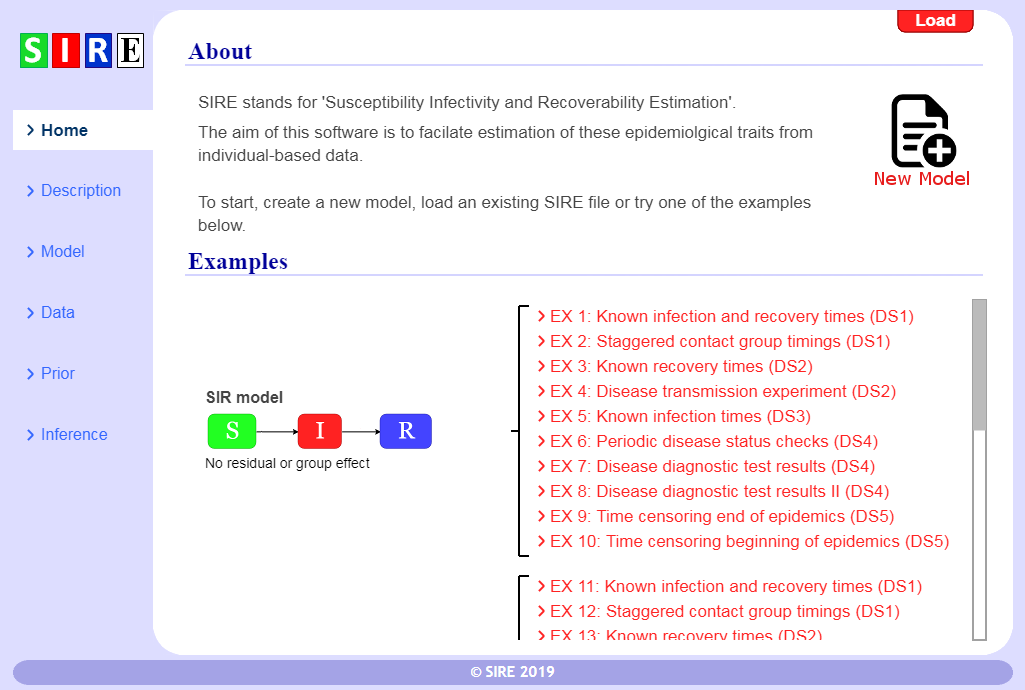 Load
SIRE
About
SIRE stands for 'Susceptibility Infectivity and Recoverability Estimation'.
The aim of this software is to facilate estimation of these epidemiolgical traits from
individual-based data.
New Model
To start, create a new model, load an existing SIRE file or try one of the examples
below.
Home
Description
Model
Data
Prior
Inference
Examples
SIR model
S I R
No residual or group effect
EX 1: Known infection and recovery times (DS1)
EX 2: Staggered contact group timings (DS1)
EX 3: Known recovery times (DS2)
EX 4: Disease transmission experiment (DS2)
EX 5: Known infection times (DS3)
EX 6: Periodic disease status checks (DS4)
EX 7: Disease diagnostic test results (DS4)
EX 8: Disease diagnostic test results II (DS4)
EX 9: Time censoring end of epidemics (DS5)
EX 10: Time censoring beginning of epidemics (DS5)
EX 11: Known infection and recovery times (DS1)
EX 12: Staggered contact group timings (DS1)
EX 13: Known recovery times (DS2)
© SIRE 2019